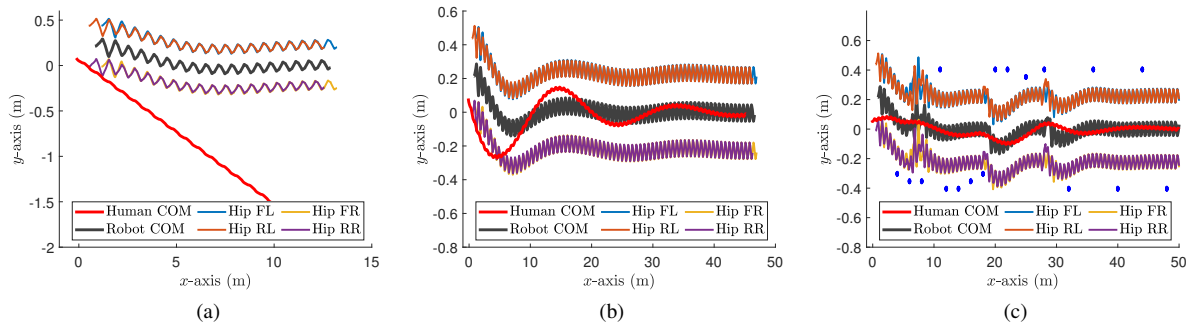 0.5
0
-0.5
-1
-1.5
-2
y-axis (m)
Human COM
Hip FL
Hip FR
Robot COM
Hip RL
Hip RR
0
5
10
15
x-axis (m)
(a)
0.6
0.4
0.2
0
-0.2
-0.4
-0.6
-0.8
y-axis (m)
Human COM
Hip FL
Hip FR
Robot COM
Hip RL
Hip RR
0
10
20
30
40
50
x-axis (m)
(b)
0.6
0.4
0.2
0
-0.2
-0.4
-0.6
-0.8
y-axis (m)
Human COM
Hip FL
Hip FR
Robot COM
Hip RL
Hip RR
0
10
20
30
40
50
x-axis (m)
(c)